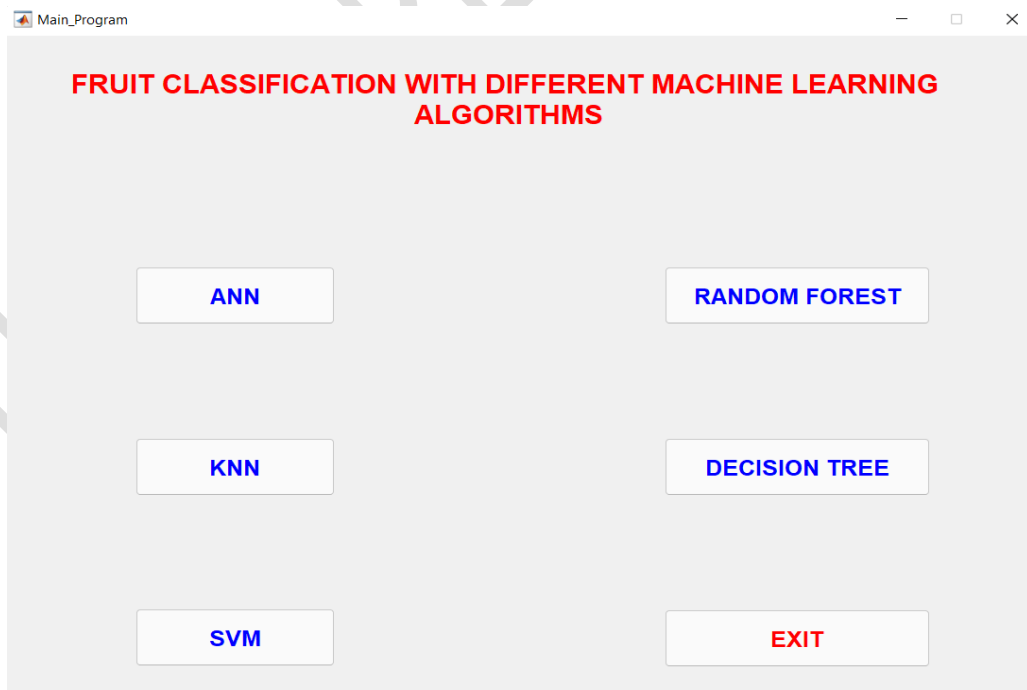 Main_Program
FRUIT CLASSIFICATION WITH DIFFERENT MACHINE LEARNING
ALGORITHMS
ANN
RANDOM FOREST
KNN
DECISION TREE
SVM
EXIT